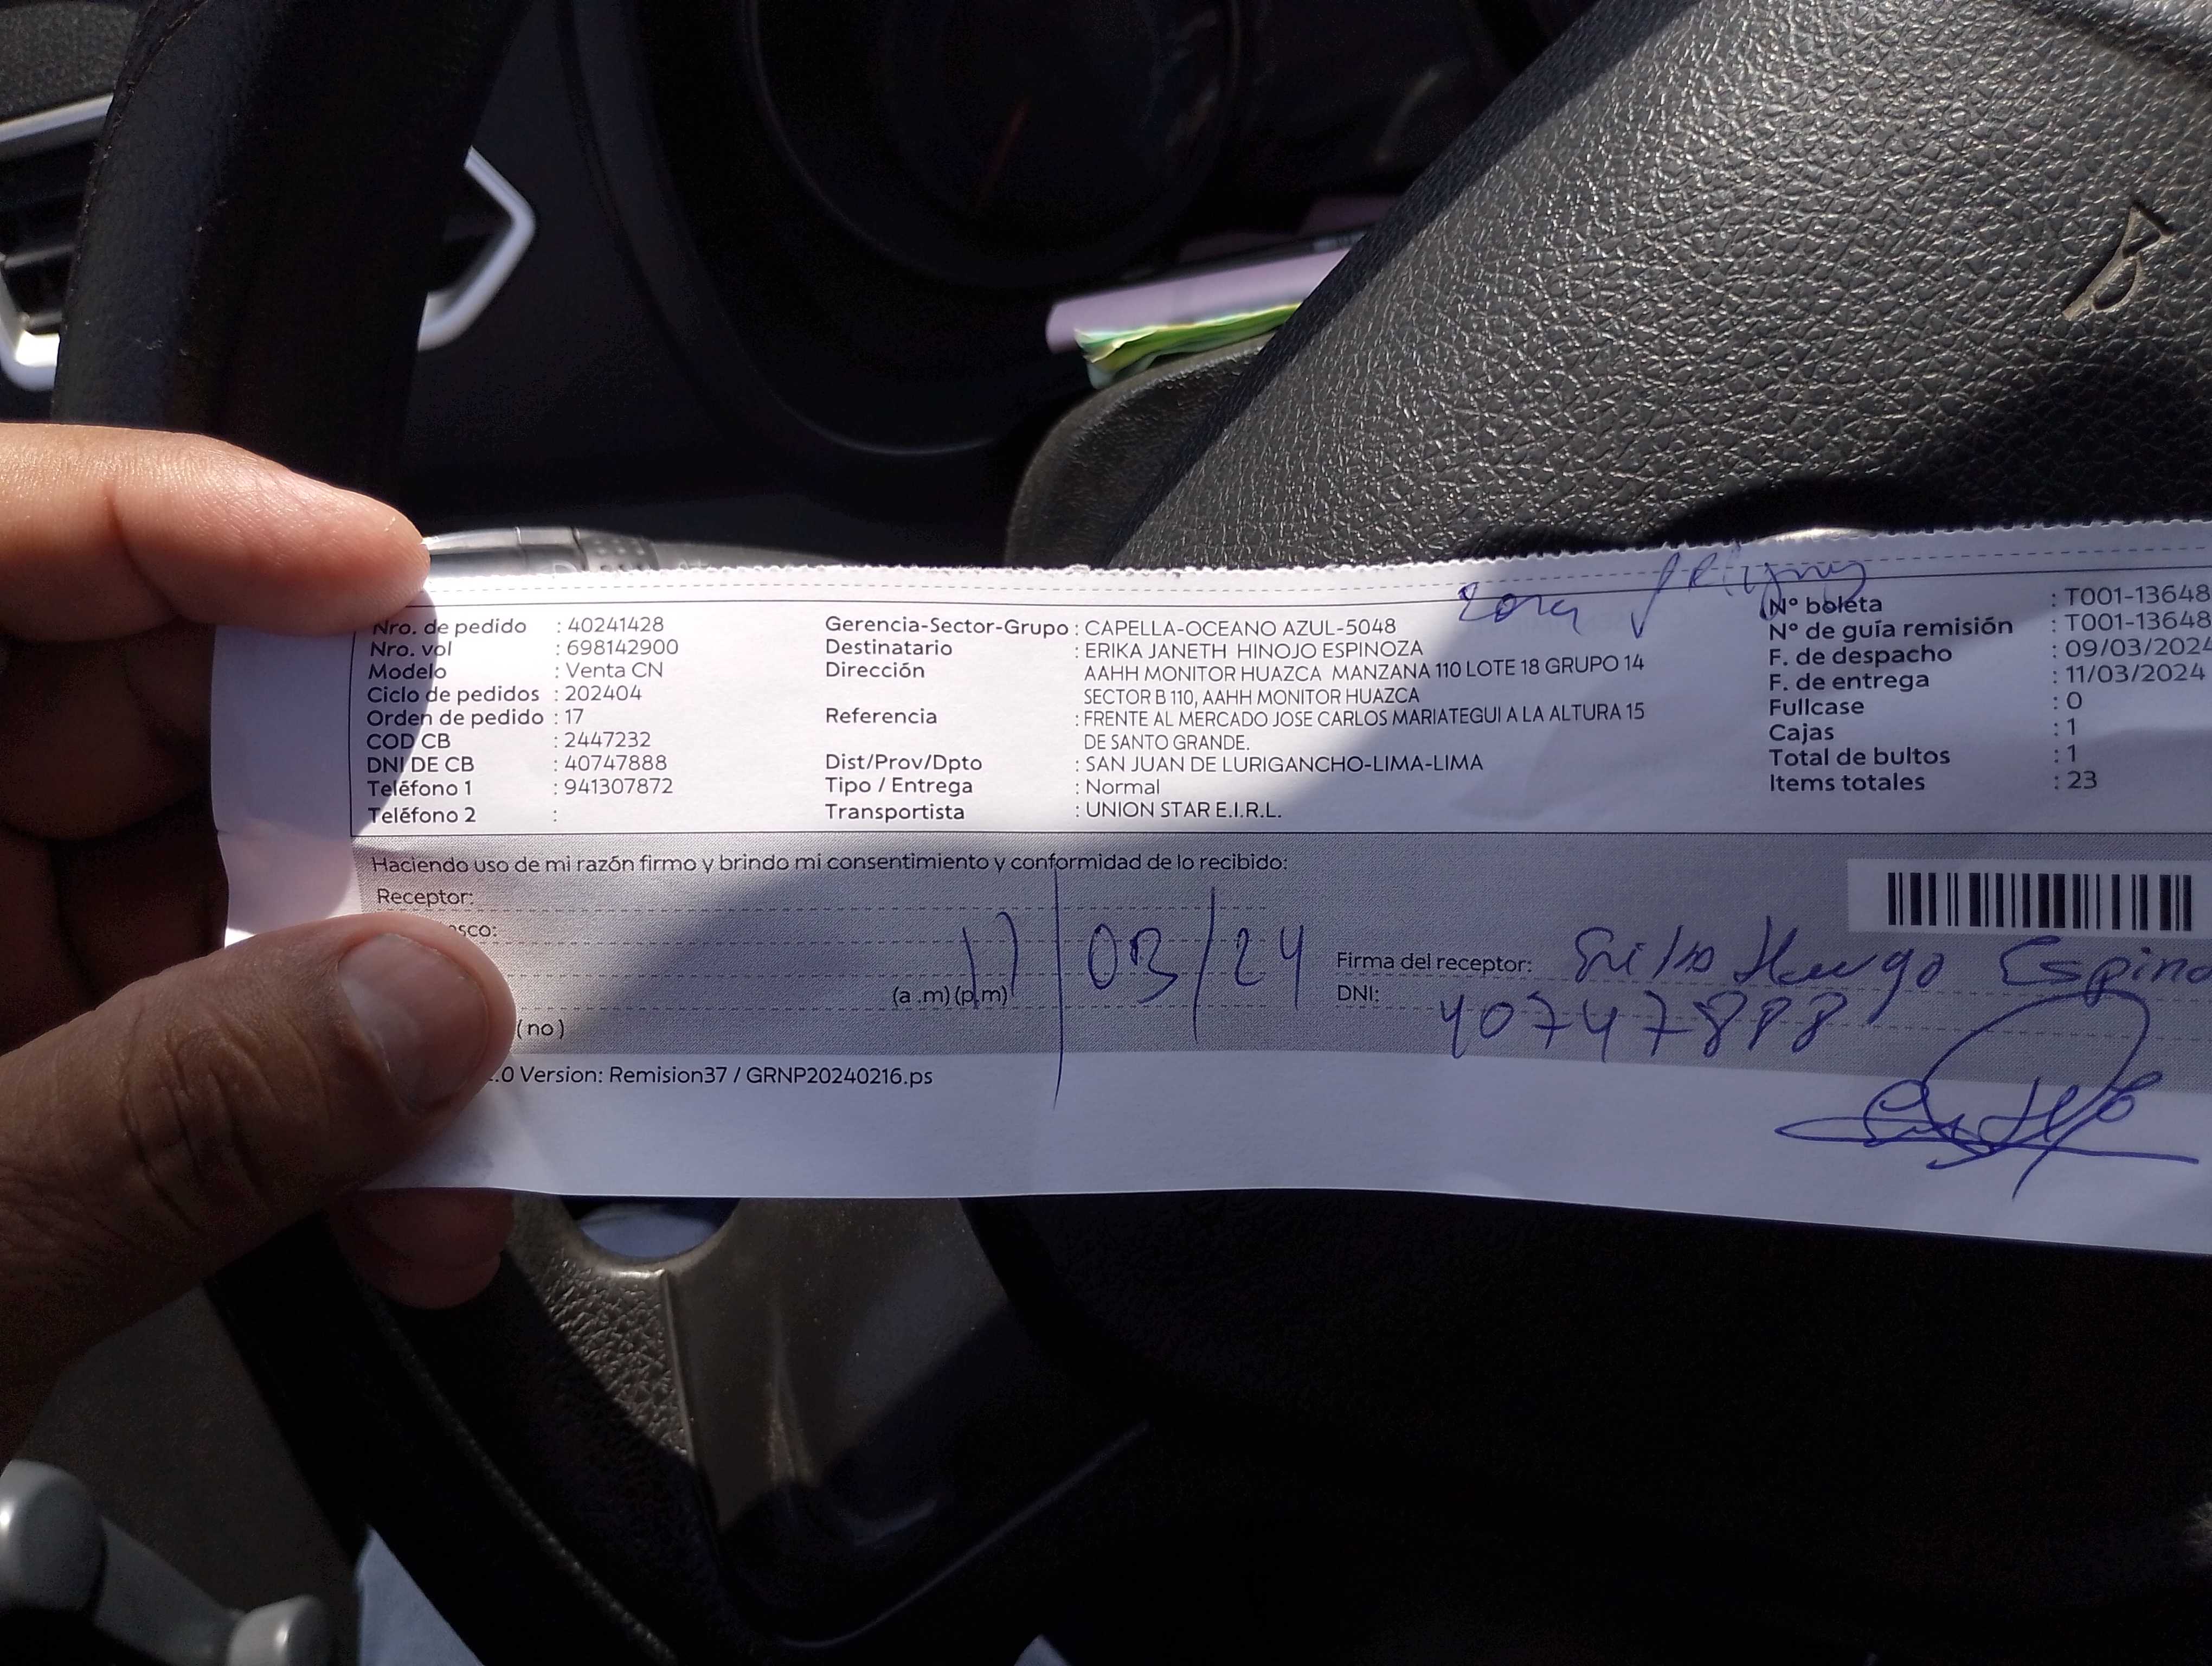 Nro. de pedido : 40241428
Nro. vol : 698142900
Modelo : Venta CN
Ciclo de pedidos : 202404
Orden de pedido : 17
COD CB : 2447232
DNI DE CB : 40747888
Teléfono 1 : 941307872
Teléfono 2 :
Gerencia-Sector-Grupo : CAPELLA-OCEANO AZUL-5048
Destinatario : ERIKA JANETH HINOJO ESPINOZA
Dirección AAHH MONITOR HUAZCA MANZANA 110 LOTE 18 GRUPO 14
SECTOR B 110, AAHH MONITOR HUAZCA
Referencia : FRENTE AL MERCADO JOSE CARLOS MARIATEGUI A LA ALTURA 15
DE SANTO GRANDE.
Dist/Prov/Dpto : SAN JUAN DE LURIGANCHO-LIMA-LIMA
Tipo / Entrega : Normal
Transportista : UNION STAR E.I.R.L.
Nº boleta : T001-13648
Nº de guía remisión : T001-13648
F. de despacho : 09/03/2024
F. de entrega : 11/03/2024
Fullcase : 0
Cajas : 1
Total de bultos : 1
Items totales : 23
Haciendo uso de mi razón firmo y brindo mi consentimiento y conformidad de lo recibido:
Receptor:
(a .m) (p.m)
/ 03 / 24
Firma del receptor: Espino
DNI: 40747888
(no)
.0 Version: Remision37 / GRNP20240216.ps